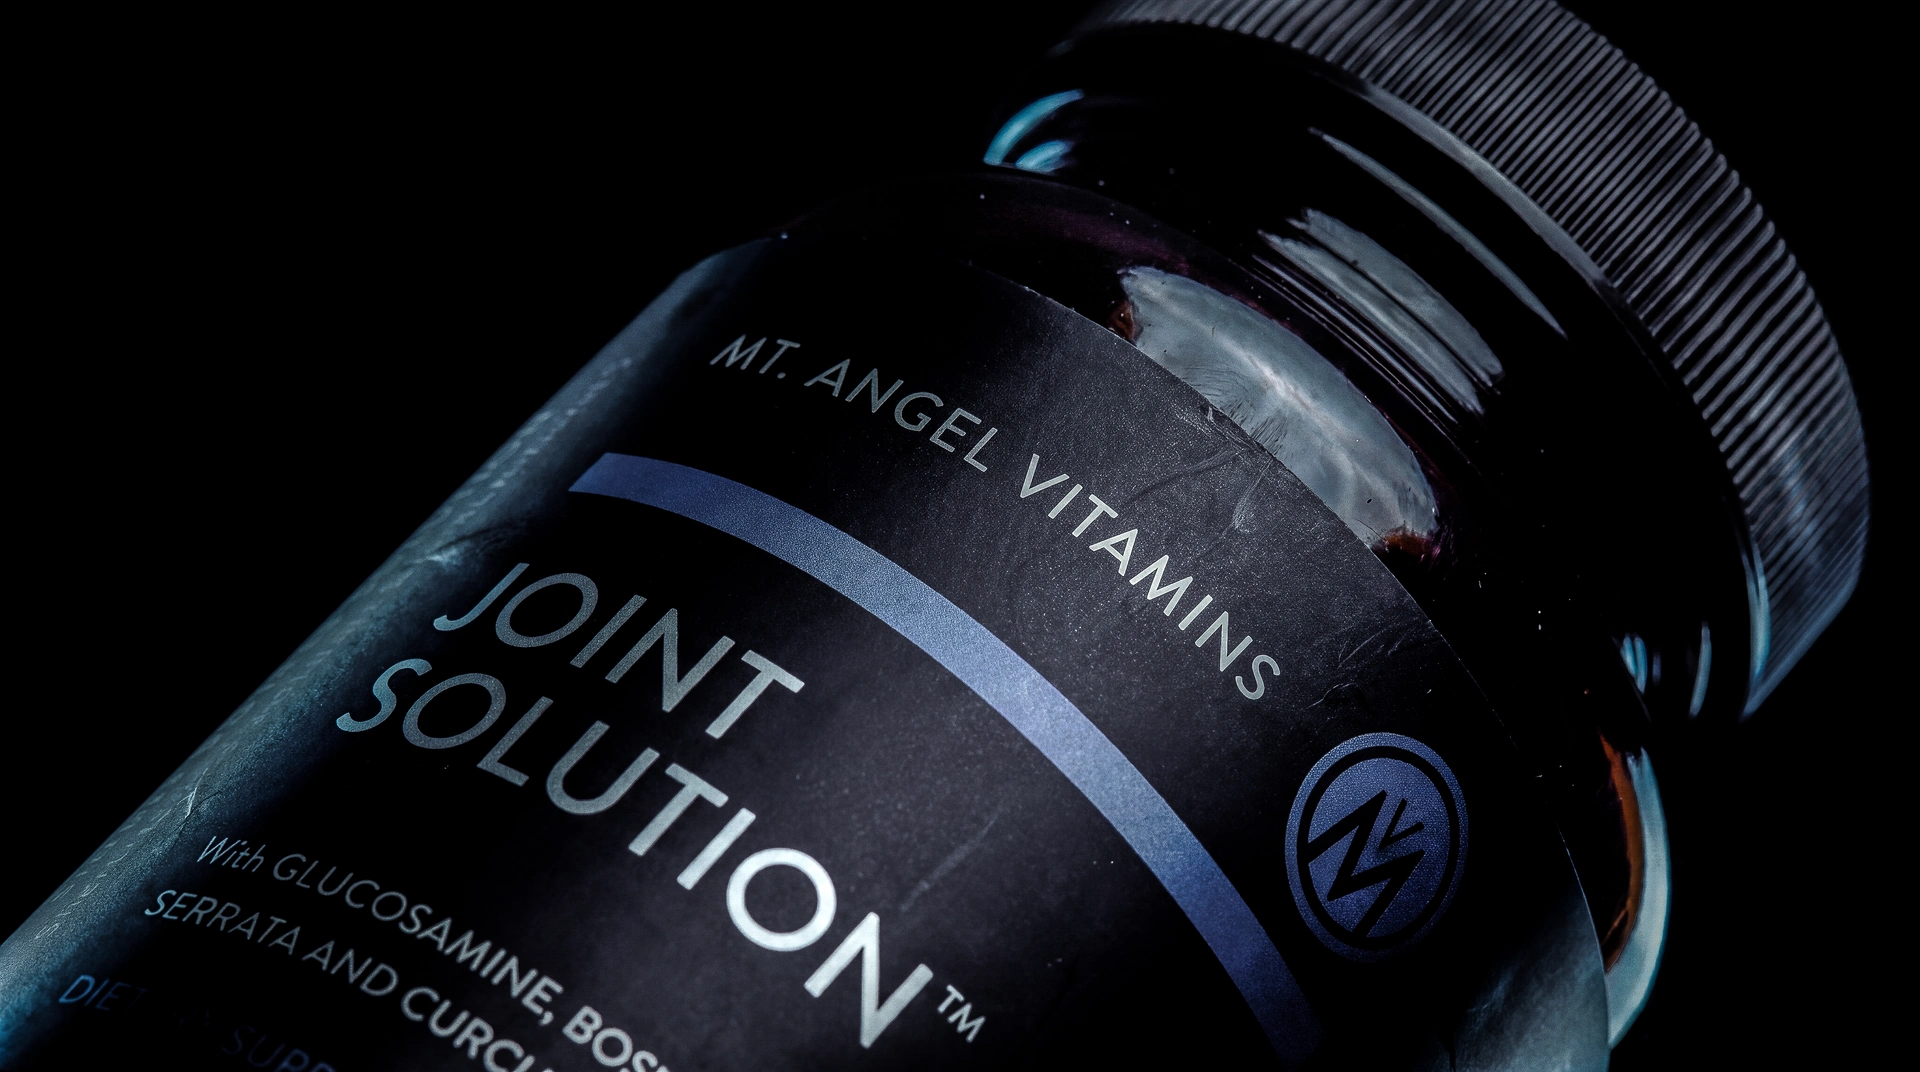 MT. ANGEL VITAMINS
JOINT
SOLUTION™
With GLUCOSAMINE,
SERRATA AND